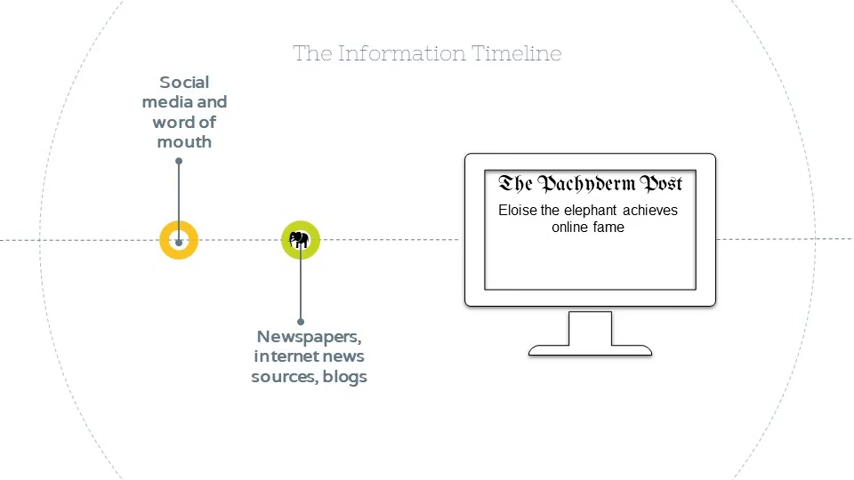 The Information Timeline
Social
media and
word of
mouth
Newspapers,
internet news
sources, blogs
The Pachyderm Post
Eloise the elephant achieves
online fame